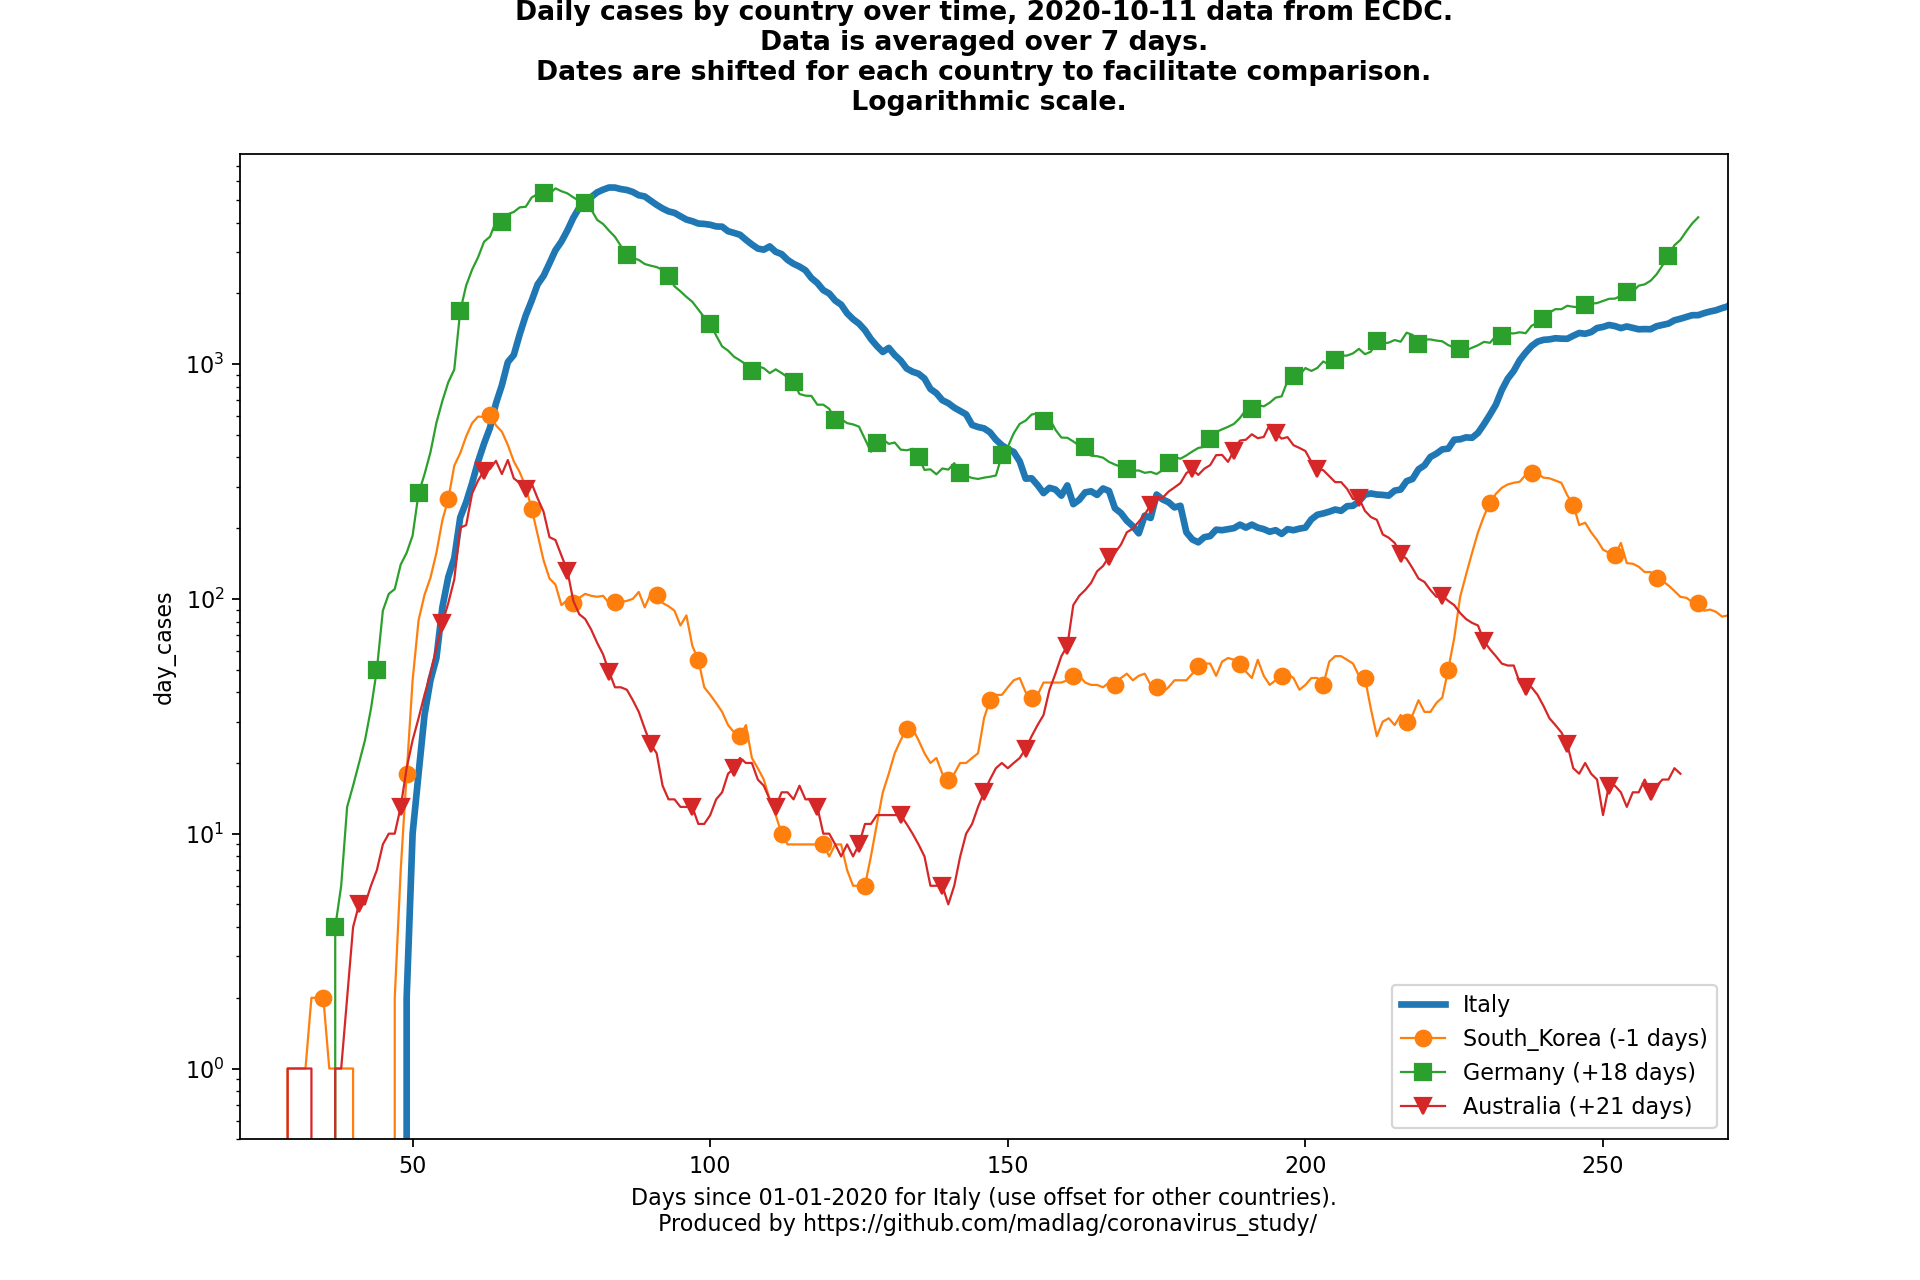 Daily cases by country over time, 2020-10-11 data from ECDC.
Data is averaged over 7 days.
Dates are shifted for each country to facilitate comparison.
Logarithmic scale.
10³
10²
10¹
10⁰
day_cases
50 100 150 200 250
Days since 01-01-2020 for Italy (use offset for other countries).
Produced by https://github.com/madlag/coronavirus_study/
Italy
South_Korea (-1 days)
Germany (+18 days)
Australia (+21 days)